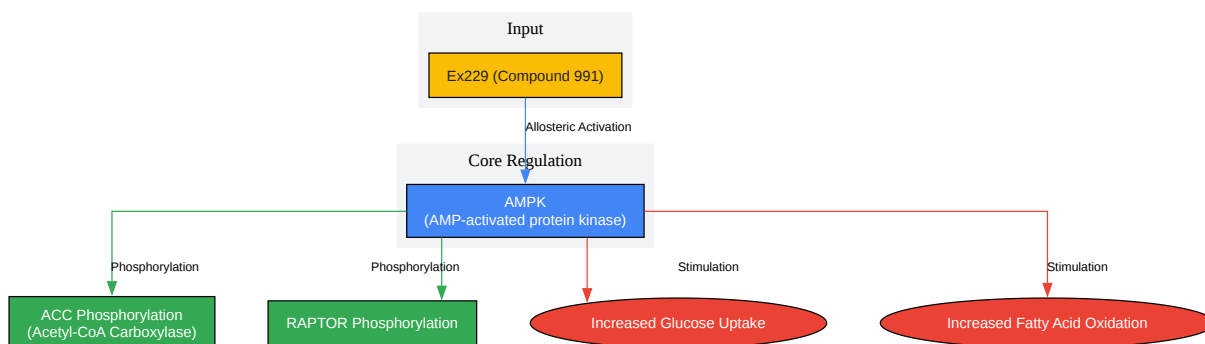 Input
Ex229 (Compound 991)
Allosteric Activation
Core Regulation
AMPK
(AMP-activated protein kinase)
Phosphorylation
Phosphorylation
Stimulation
Stimulation
ACC Phosphorylation
(Acetyl-CoA Carboxylase)
RAPTOR Phosphorylation
Increased Glucose Uptake
Increased Fatty Acid Oxidation